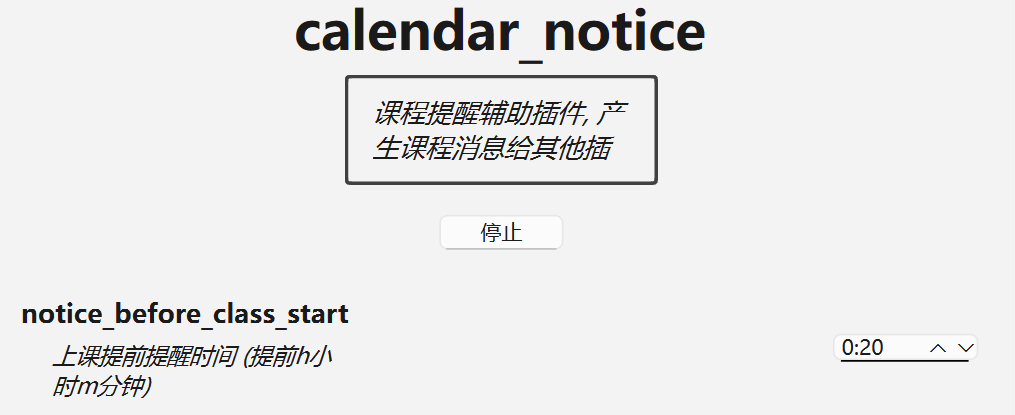 calendar_notice
课程提醒辅助插件, 产
生课程消息给其他插
停止
notice_before_class_start
上课提前提醒时间 (提前h小
时m分钟)
0:20